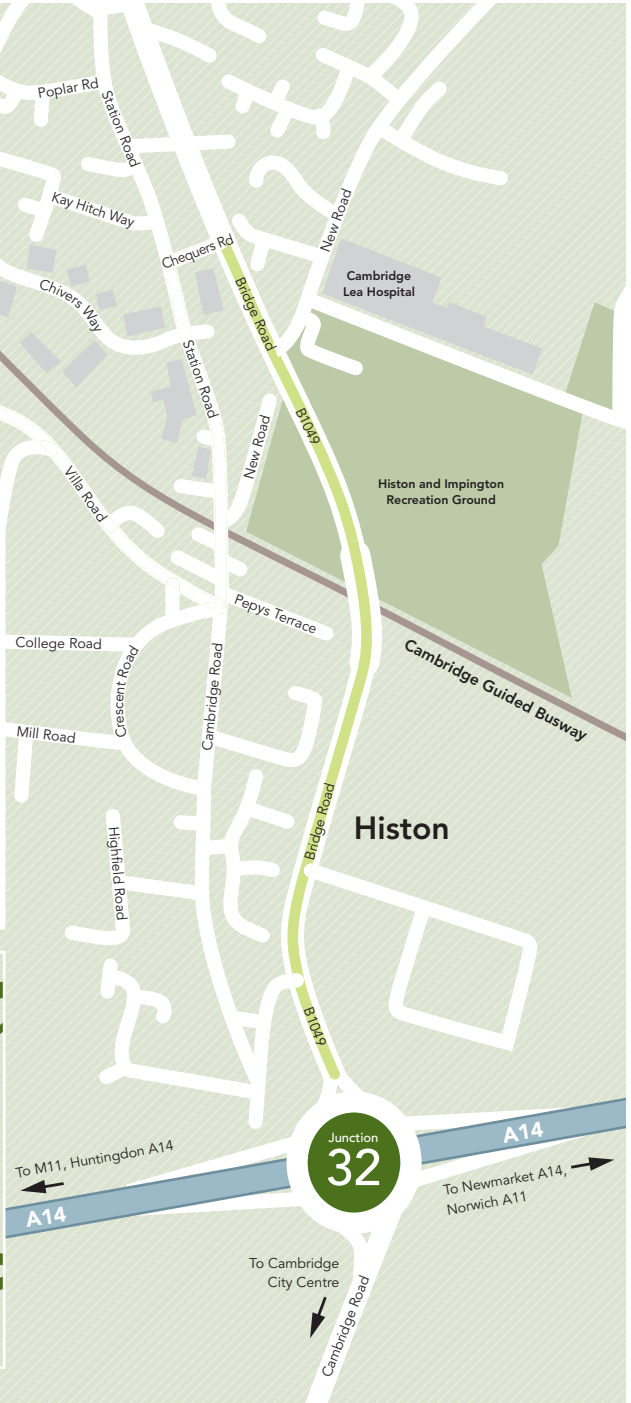 Poplar Rd
Station Road
Kay Hitch Way
New Road
Chequers Rd
Cambridge
Lea Hospital
Bridge Road
Chivers Way
Station Road
B1049
New Road
Villa Road
Histon and Impington
Recreation Ground
Pepys Terrace
College Road
Crescent Road
Cambridge Road
Cambridge Guided Busway
Mill Road
Bridge Road
Histon
Highfield Road
B1049
Junction
32
A14
To M11, Huntingdon A14
A14
To Newmarket A14,
Norwich A11
To Cambridge
City Centre
Cambridge Road